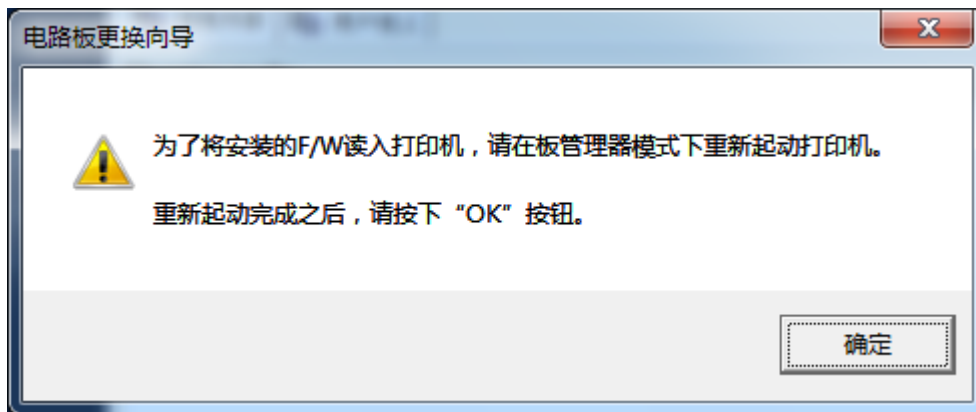 电路板更换向导
为了将安装的F/W读入打印机，请在板管理器模式下重新起动打印机。
重新起动完成之后，请按下“OK”按钮。
确定